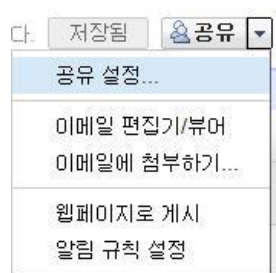 다. 저장됨 공유
공유 설정...
이메일 편집기/뷰어
이메일에 첨부하기...
웹페이지로 게시
알림 규칙 설정